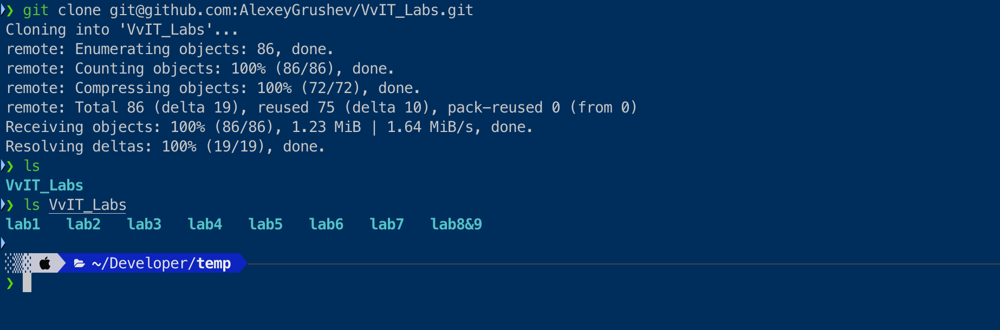 ❯ git clone git@github.com:AlexeyGrushev/VvIT_Labs.git
Cloning into 'VvIT_Labs'...
remote: Enumerating objects: 86, done.
remote: Counting objects: 100% (86/86), done.
remote: Compressing objects: 100% (72/72), done.
remote: Total 86 (delta 19), reused 75 (delta 10), pack-reused 0 (from 0)
Receiving objects: 100% (86/86), 1.23 MiB | 1.64 MiB/s, done.
Resolving deltas: 100% (19/19), done.
❯ ls
VvIT_Labs
❯ ls VvIT_Labs
lab1 lab2 lab3 lab4 lab5 lab6 lab7 lab8&9
~/Developer/temp
❯